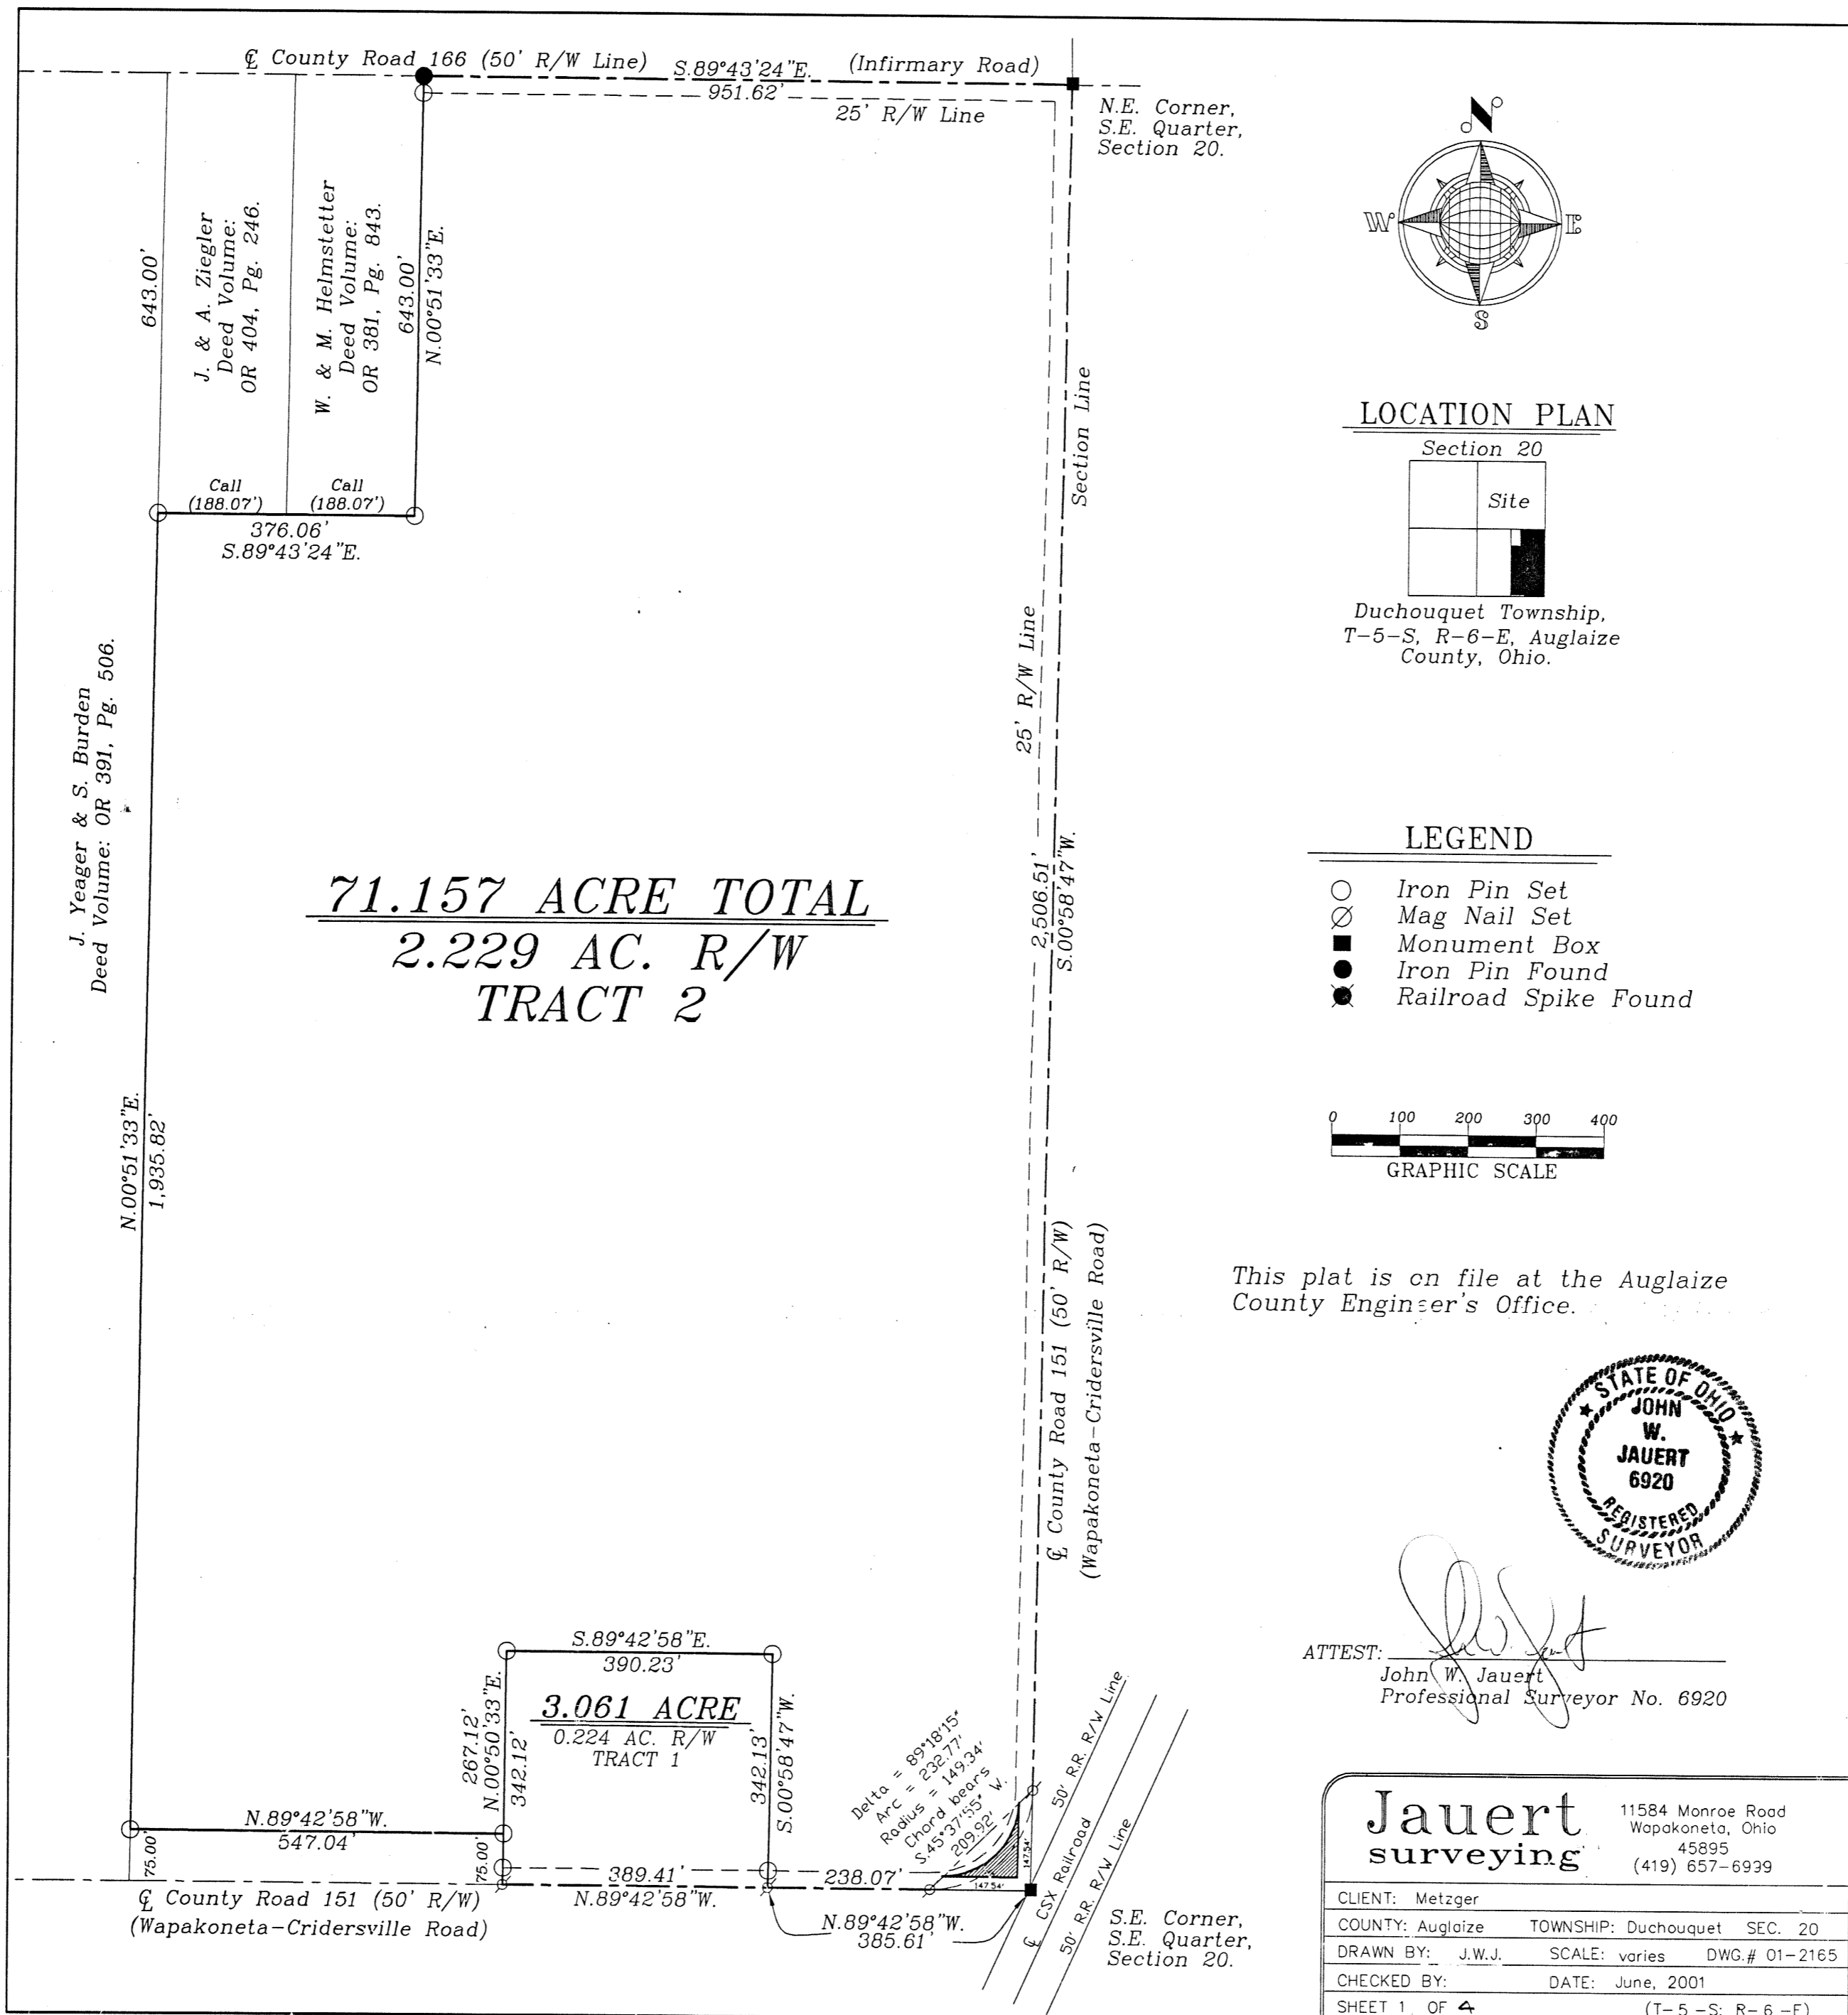 ℄ County Road 166 (50' R/W Line)
S.89°43'24"E.
(Infirmary Road)
951.62'
25' R/W Line
N.E. Corner,
S.E. Quarter,
Section 20.
643.00'
J. & A. Ziegler
Deed Volume:
OR 404, Pg. 246.
W. & M. Helmstetter
Deed Volume:
OR 381, Pg. 843.
643.00'
N.00°51'33"E.
Call
(188.07')
Call
(188.07')
376.06'
S.89°43'24"E.
Section Line
25' R/W Line
2,506.51'
S.00°58'47"W.
J. Yeager & S. Burden
Deed Volume: OR 391, Pg. 506.
71.157 ACRE TOTAL
2.229 AC. R/W
TRACT 2
N.00°51'33"E.
1,935.82'
℄ County Road 151 (50' R/W)
(Wapakoneta-Cridersville Road)
S.89°42'58"E.
390.23'
3.061 ACRE
0.224 AC. R/W
TRACT 1
267.12'
N.00°50'33"E.
342.12'
342.13'
S.00°58'47"W.
N.89°42'58"W.
547.04'
75.00'
75.00'
389.41'
N.89°42'58"W.
238.07'
Delta = 89°18'15"
Arc = 232.77'
Radius = 149.34'
Chord bears
S.45°37'55" W.
209.92'
147.54'
147.54'
N.89°42'58"W.
385.61'
50' R.R. R/W Line
℄ CSX Railroad
50' R.R. R/W Line
℄ County Road 151 (50' R/W)
(Wapakoneta-Cridersville Road)
S.E. Corner,
S.E. Quarter,
Section 20.
N
W
E
S
LOCATION PLAN
Section 20
Site
Duchouquet Township,
T-5-S, R-6-E, Auglaize
County, Ohio.
LEGEND
Iron Pin Set
Mag Nail Set
Monument Box
Iron Pin Found
Railroad Spike Found
0 100 200 300 400
GRAPHIC SCALE
This plat is on file at the Auglaize
County Engineer's Office.
STATE OF OHIO
JOHN
W.
JAUERT
6920
REGISTERED
SURVEYOR
ATTEST:
John W. Jauert
Professional Surveyor No. 6920
Jauert
surveying
11584 Monroe Road
Wapakoneta, Ohio
45895
(419) 657-6939
CLIENT: Metzger
COUNTY: Auglaize TOWNSHIP: Duchouquet SEC. 20
DRAWN BY: J.W.J. SCALE: varies DWG.# 01-2165
CHECKED BY: DATE: June, 2001
SHEET 1 OF 4 (T-5-S; R-6-E)